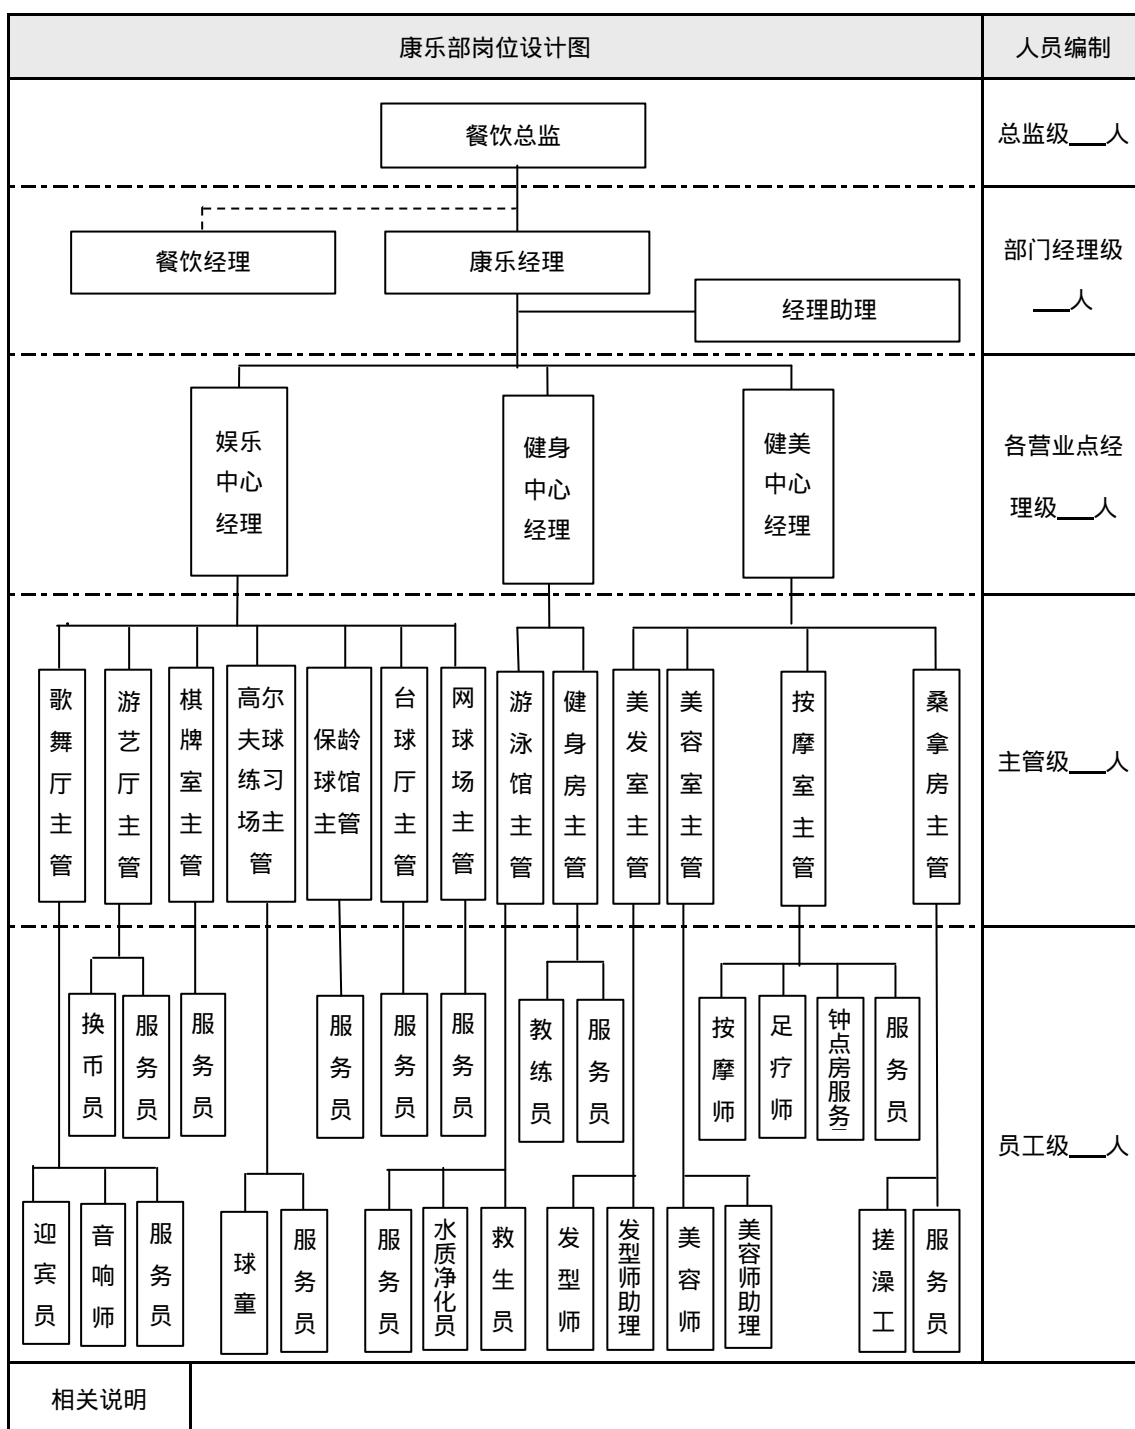 康乐部岗位设计图
人员编制
餐饮总监
总监级___人
餐饮经理
康乐经理
经理助理
部门经理级
___人
娱乐
中心
经理
健身
中心
经理
健美
中心
经理
各营业点经
理级___人
歌舞厅主管
游艺厅主管
棋牌室主管
高尔
夫球
练习
场主
管
保龄
球馆
主管
台球厅主管
网球场主管
游泳馆主管
健身房主管
美发室主管
美容室主管
按摩室主管
桑拿房主管
主管级___人
换币员
服务员
服务员
服务员
服务员
服务员
教练员
服务员
按摩师
足疗师
钟点房服务
服务员
员工级___人
迎宾员
音响师
服务员
球童
服务员
服务员
水质净化员
救生员
发型师
发型师助理
美容师
美容师助理
搓澡工
服务员
相关说明